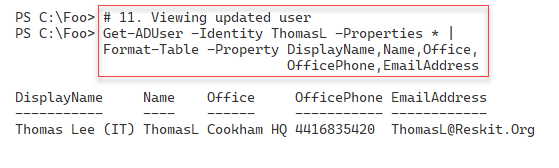 PS C:\Foo> # 11. Viewing updated user
PS C:\Foo> Get-ADUser -Identity ThomasL -Properties * |
Format-Table -Property DisplayName,Name,Office,
OfficePhone,EmailAddress
DisplayName Name Office OfficePhone EmailAddress
----------- ---- ------ ----------- ------------
Thomas Lee (IT) ThomasL Cookham HQ 4416835420 ThomasL@Reskit.Org